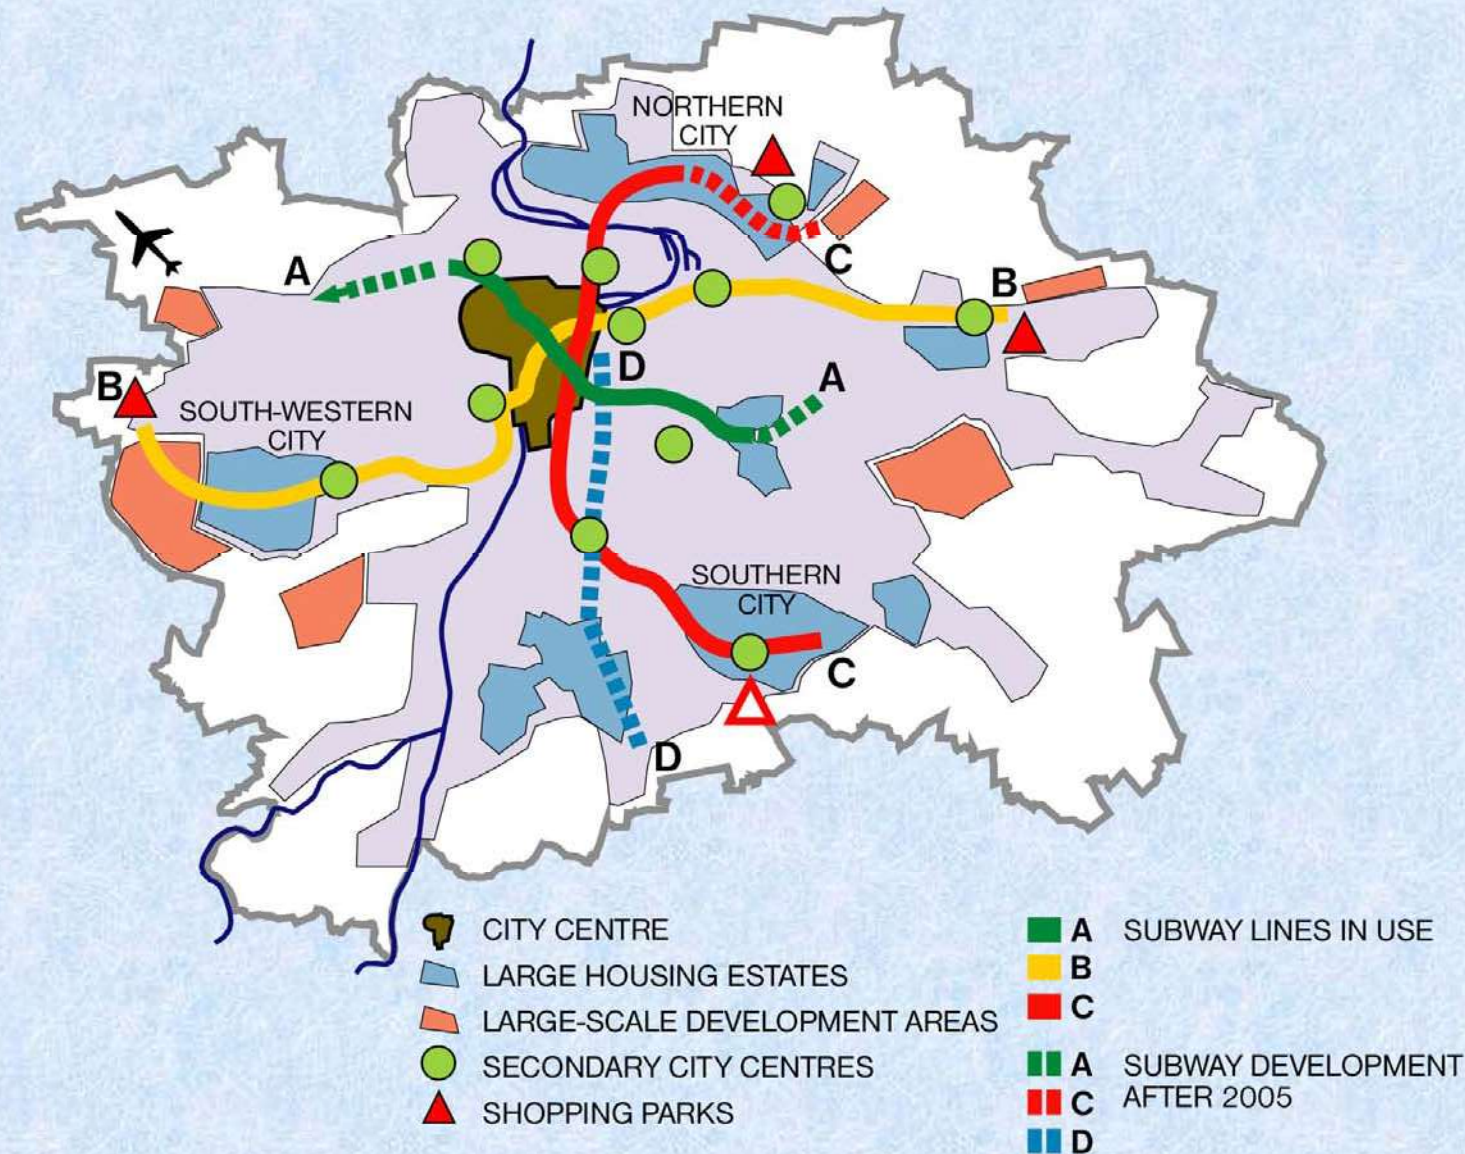 NORTHERN
CITY
A
C
B
D
A
B
SOUTH-WESTERN
CITY
SOUTHERN
CITY
C
D
CITY CENTRE
LARGE HOUSING ESTATES
LARGE-SCALE DEVELOPMENT AREAS
SECONDARY CITY CENTRES
SHOPPING PARKS
A SUBWAY LINES IN USE
B
C
A SUBWAY DEVELOPMENT
C AFTER 2005
D